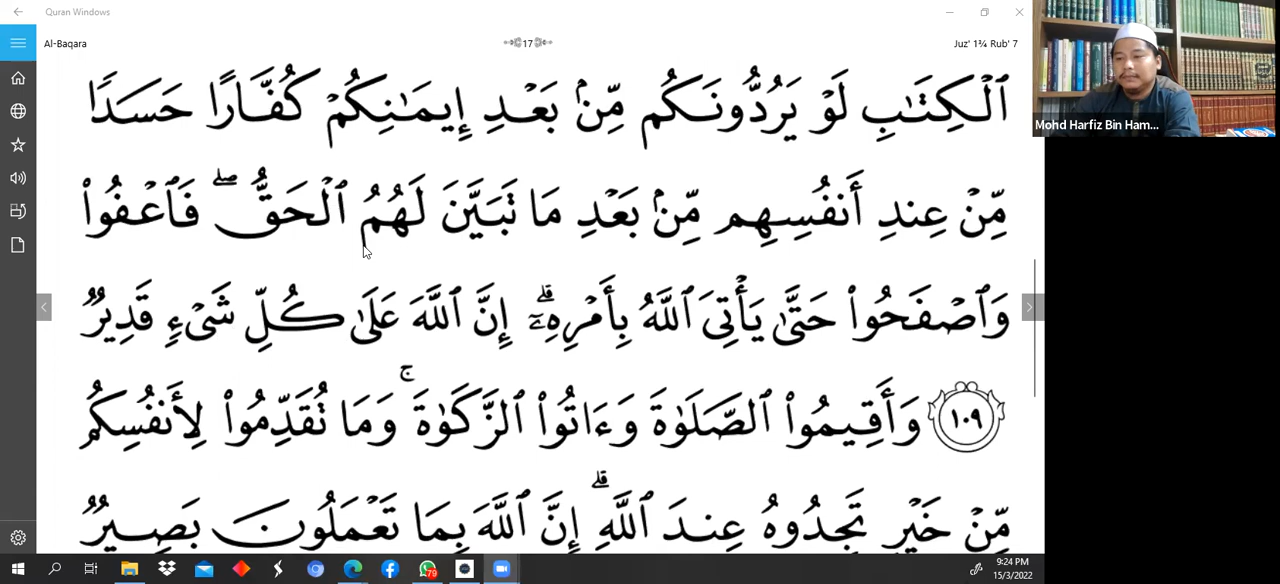 Quran Windows
Al-Baqara
17
Juz' 1¾ Rub' 7
ٱلْكِتَٰبِ لَوْ يَرُدُّونَكُم مِّنۢ بَعْدِ إِيمَٰنِكُمْ كُفَّارًا حَسَدًا
مِّنْ عِندِ أَنفُسِهِم مِّنۢ بَعْدِ مَا تَبَيَّنَ لَهُمُ ٱلْحَقُّ ۖ فَٱعْفُوا۟
وَٱصْفَحُوا۟ حَتَّىٰ يَأْتِىَ ٱللَّهُ بِأَمْرِهِۦٓ ۗ إِنَّ ٱللَّهَ عَلَىٰ كُلِّ شَىْءٍ قَدِيرٌ
١٠٩ وَأَقِيمُوا۟ ٱلصَّلَوٰةَ وَءَاتُوا۟ ٱلزَّكَوٰةَ ۚ وَمَا تُقَدِّمُوا۟ لِأَنفُسِكُم
مِّنْ خَيْرٍ تَجِدُوهُ عِندَ ٱللَّهِ ۗ إِنَّ ٱللَّهَ بِمَا تَعْمَلُونَ بَصِيرٌ
Mohd Harfiz Bin Ham...
79
9:24 PM
15/3/2022